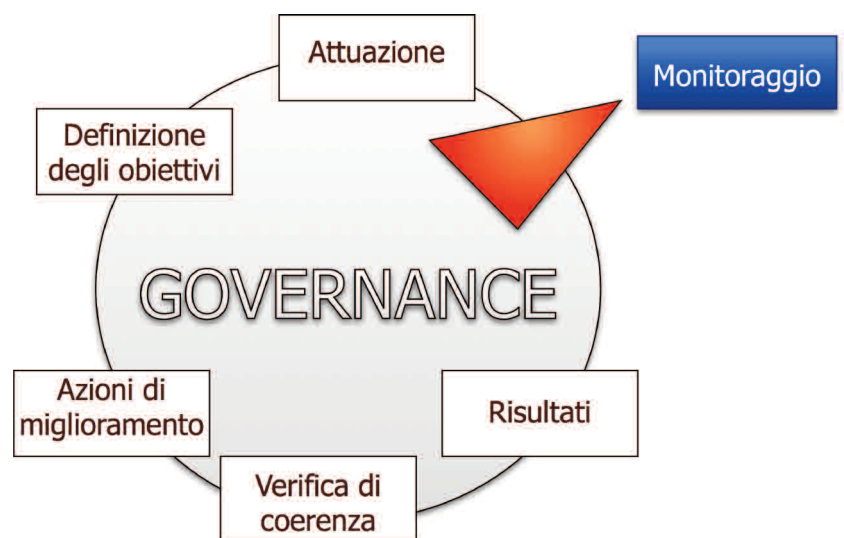 Attuazione
Monitoraggio
Definizione
degli obiettivi
GOVERNANCE
Azioni di
miglioramento
Risultati
Verifica di
coerenza